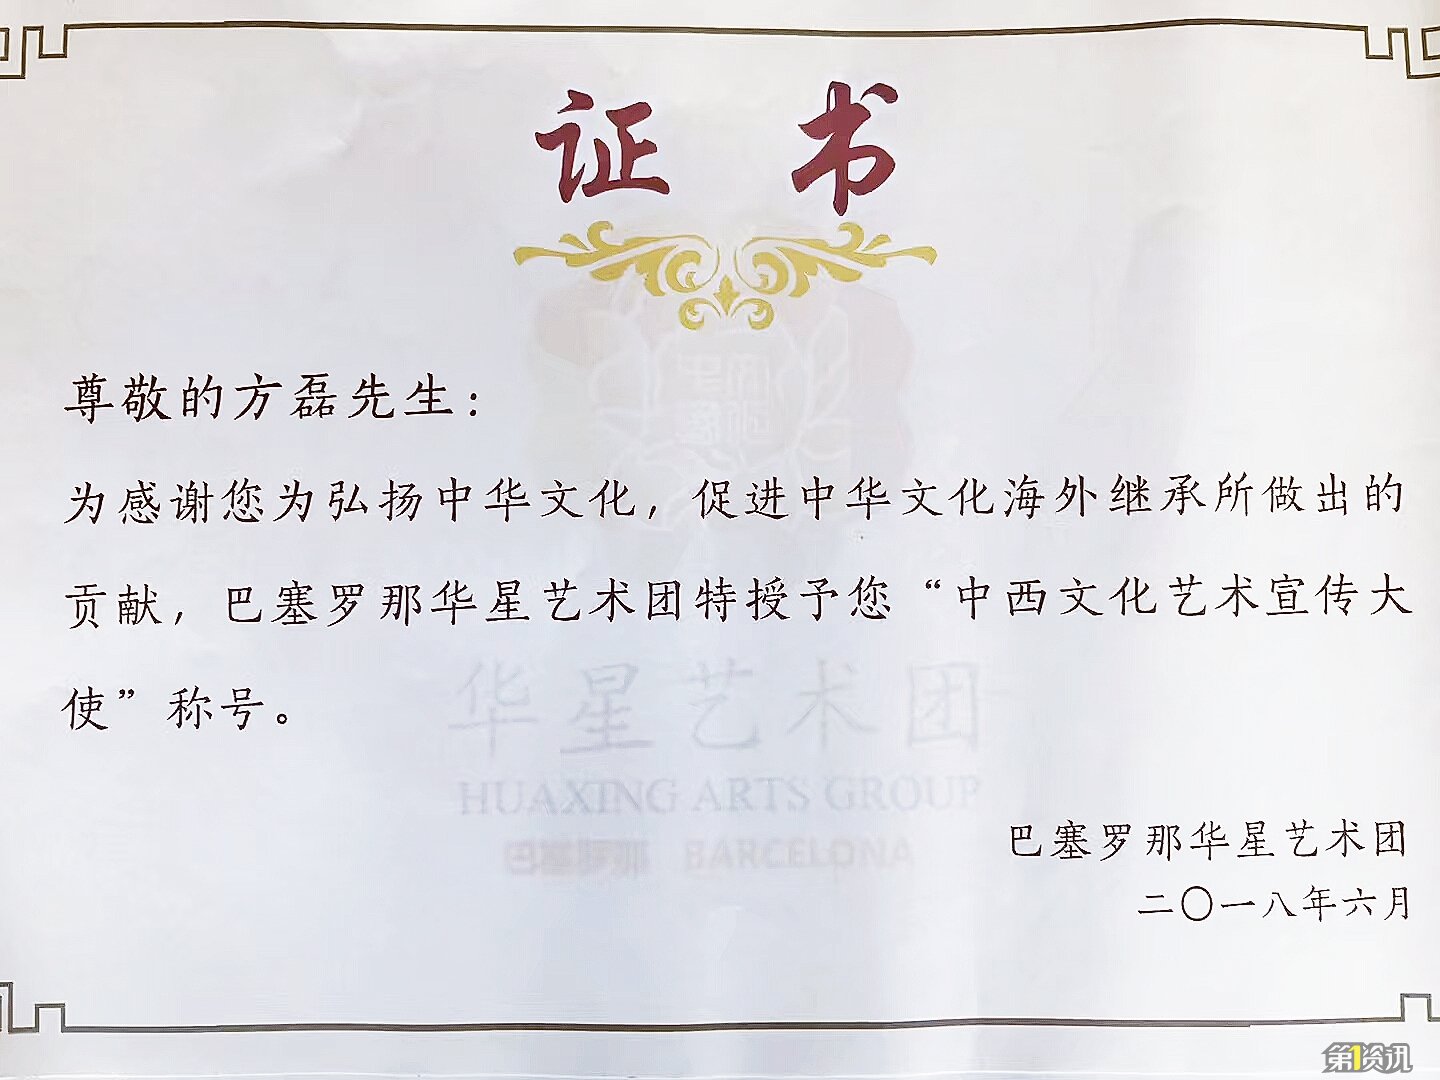 证 书
尊敬的方磊先生：
为感谢您为弘扬中华文化，促进中华文化海外继承所做出的
贡献，巴塞罗那华星艺术团特授予您“中西文化艺术宣传大
使”称号。
华星艺术团
HUAXING ARTS GROUP
巴塞罗那 BARCELONA
巴塞罗那华星艺术团
二〇一八年六月
第1资讯